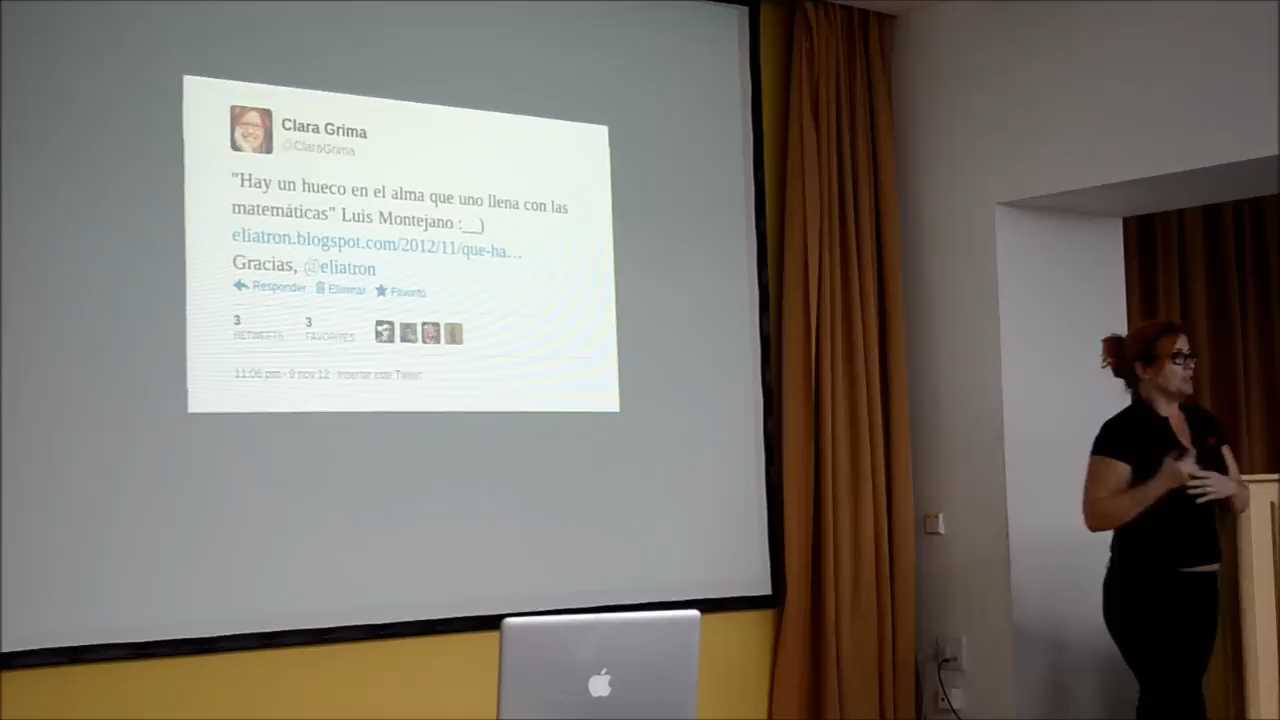 Clara Grima
@ClaraGrima
"Hay un hueco en el alma que uno llena con las
matemáticas" Luis Montejano :__)
eliatron.blogspot.com/2012/11/que-ha…
Gracias, @eliatron
Responder Eliminar Favorito
3 3
RETWEETS FAVORITES
11:06 pm - 9 nov 12 · Insertar este Tweet